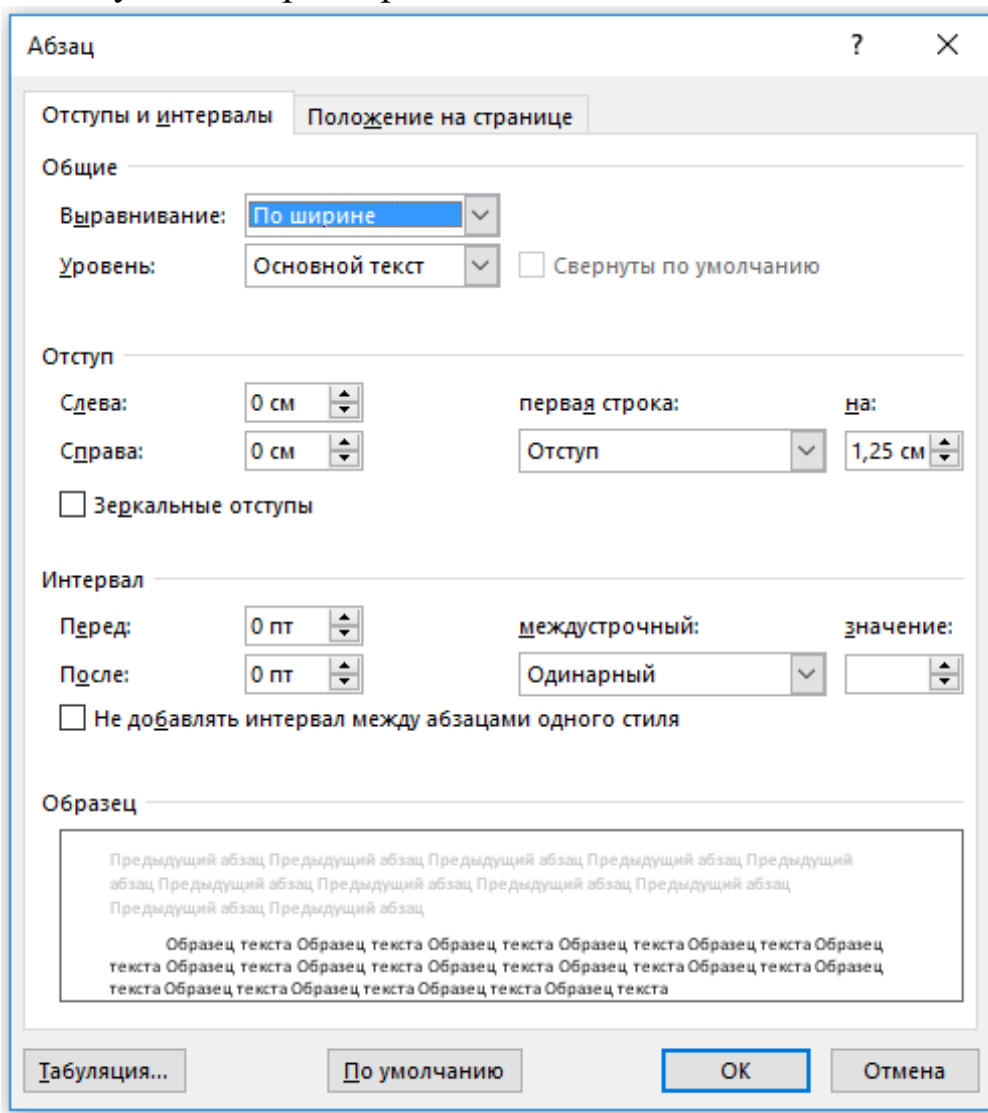 Абзац ? ×
Отступы и интервалы Положение на странице
Общие
Выравнивание: По ширине
Уровень: Основной текст Свернуты по умолчанию
Отступ
Слева: 0 см первая строка: на:
Справа: 0 см Отступ 1,25 см
Зеркальные отступы
Интервал
Перед: 0 пт междустрочный: значение:
После: 0 пт Одинарный
Не добавлять интервал между абзацами одного стиля
Образец
Предыдущий абзац Предыдущий абзац Предыдущий абзац Предыдущий абзац Предыдущий
абзац Предыдущий абзац Предыдущий абзац Предыдущий абзац Предыдущий абзац
Предыдущий абзац Предыдущий абзац
Образец текста Образец текста Образец текста Образец текста Образец текста Образец
текста Образец текста Образец текста Образец текста Образец текста Образец текста Образец
текста Образец текста Образец текста Образец текста Образец текста
Табуляция... По умолчанию ОК Отмена